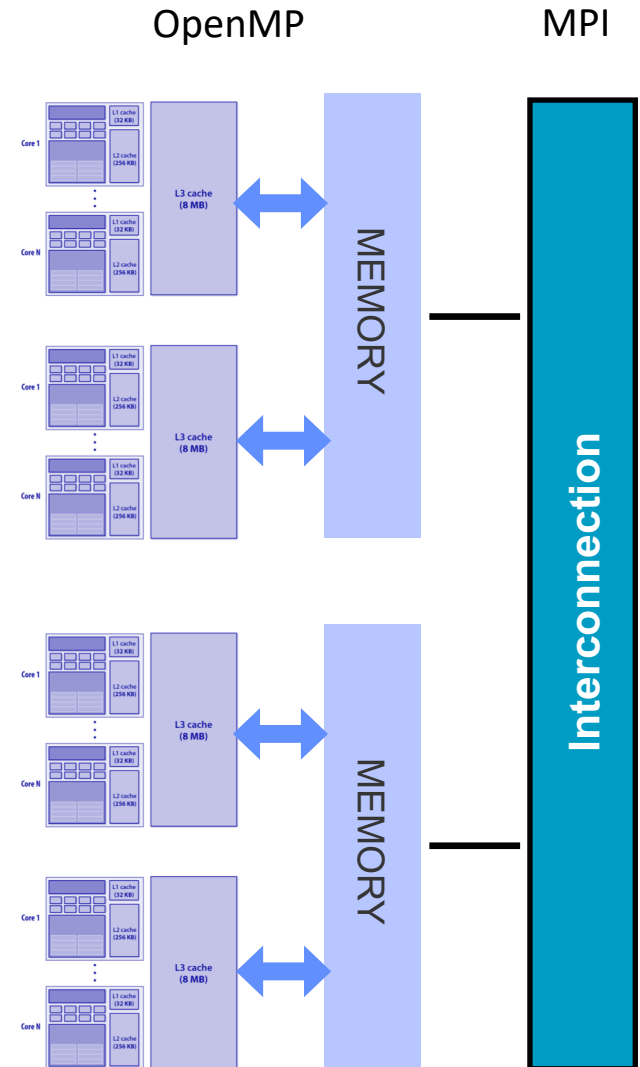 OpenMP
MPI
Core 1
L1 cache
(32 KB)
L2 cache
(256 KB)
Core N
L1 cache
(32 KB)
L2 cache
(256 KB)
L3 cache
(8 MB)
Core 1
L1 cache
(32 KB)
L2 cache
(256 KB)
Core N
L1 cache
(32 KB)
L2 cache
(256 KB)
L3 cache
(8 MB)
MEMORY
Core 1
L1 cache
(32 KB)
L2 cache
(256 KB)
Core N
L1 cache
(32 KB)
L2 cache
(256 KB)
L3 cache
(8 MB)
Core 1
L1 cache
(32 KB)
L2 cache
(256 KB)
Core N
L1 cache
(32 KB)
L2 cache
(256 KB)
L3 cache
(8 MB)
MEMORY
Interconnection